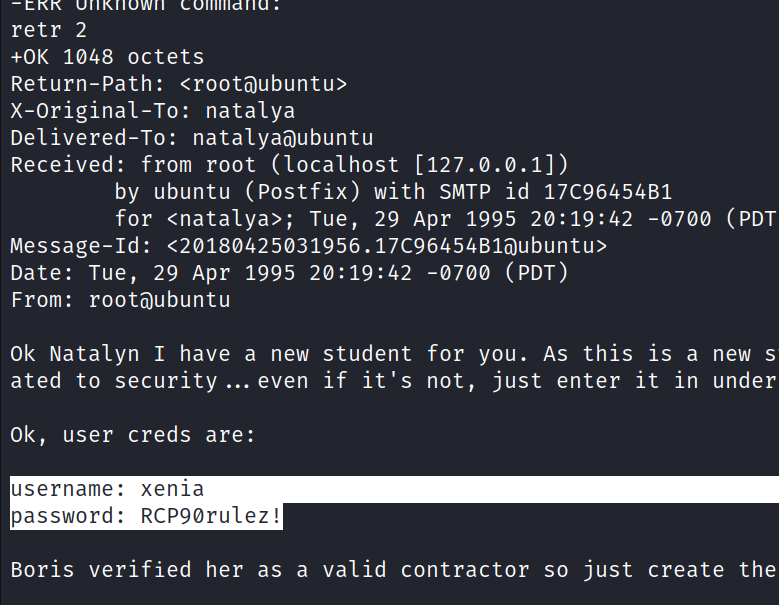 -ERR Unknown command:
retr 2
+OK 1048 octets
Return-Path: <root@ubuntu>
X-Original-To: natalya
Delivered-To: natalya@ubuntu
Received: from root (localhost [127.0.0.1])
by ubuntu (Postfix) with SMTP id 17C96454B1
for <natalya>; Tue, 29 Apr 1995 20:19:42 -0700 (PDT
Message-Id: <20180425031956.17C96454B1@ubuntu>
Date: Tue, 29 Apr 1995 20:19:42 -0700 (PDT)
From: root@ubuntu
Ok Natalyn I have a new student for you. As this is a new
ated to security...even if it's not, just enter it in under
Ok, user creds are:
username: xenia
password: RCP90rulez!
Boris verified her as a valid contractor so just create the